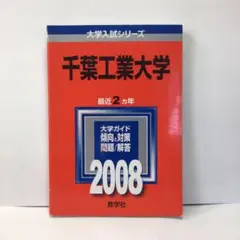 大学入試シリーズ
千葉工業大学
最近2ヵ年
大学ガイド
傾向と対策
問題/解答
2008
教学社